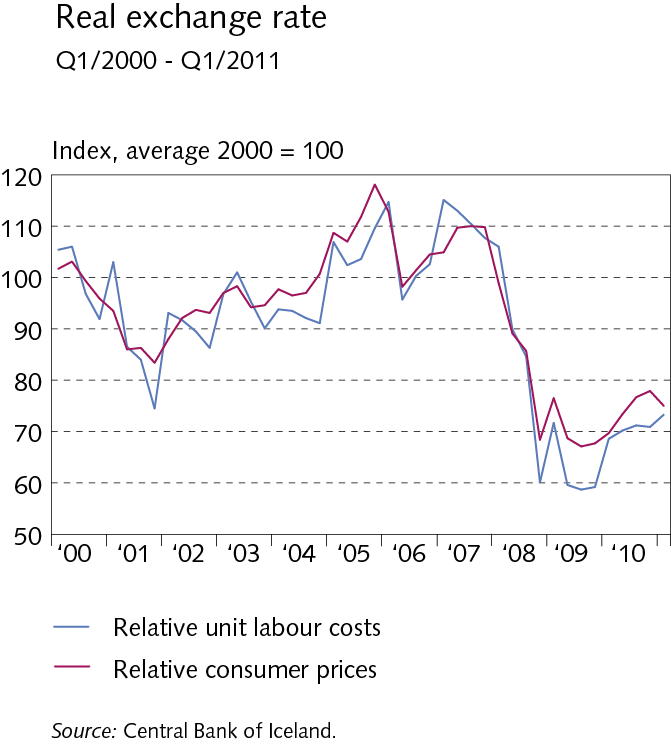 Real exchange rate
Q1/2000 - Q1/2011
Index, average 2000 = 100
120
110
100
90
80
70
60
50
‘00 ‘01 ‘02 ‘03 ‘04 ‘05 ‘06 ‘07 ‘08 ‘09 ‘10
Relative unit labour costs
Relative consumer prices
Source: Central Bank of Iceland.